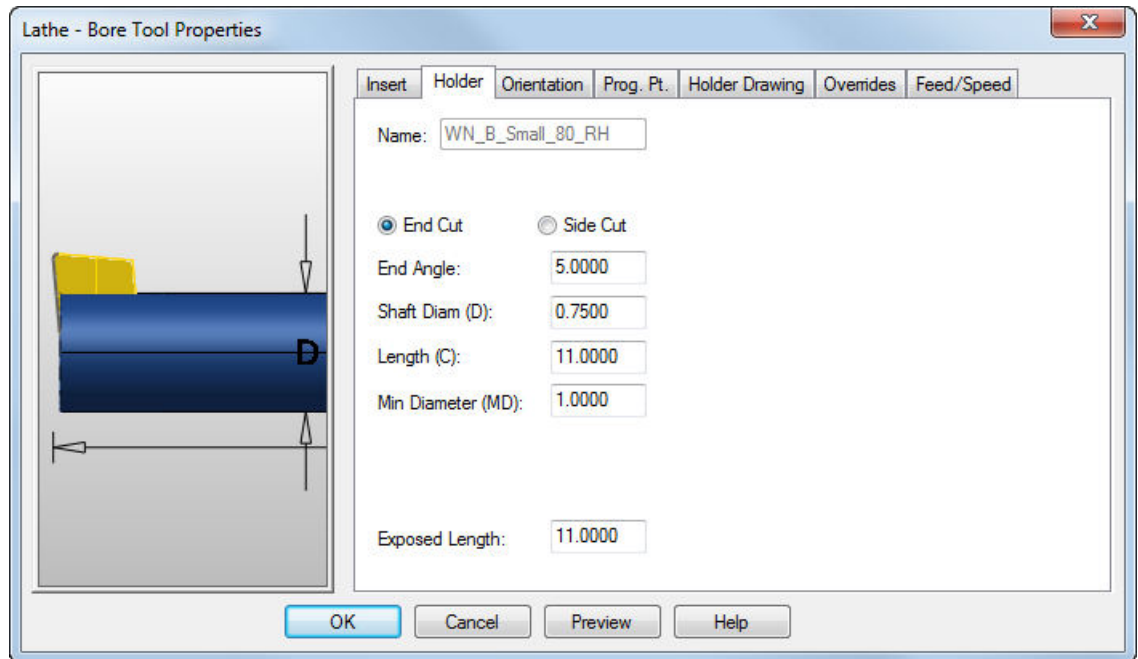 Lathe - Bore Tool Properties
Insert Holder Orientation Prog. Pt. Holder Drawing Overrides Feed/Speed
Name: WN_B_Small_80_RH
End Cut Side Cut
End Angle: 5.0000
Shaft Diam (D): 0.7500
D
Length (C): 11.0000
Min Diameter (MD): 1.0000
Exposed Length: 11.0000
OK Cancel Preview Help